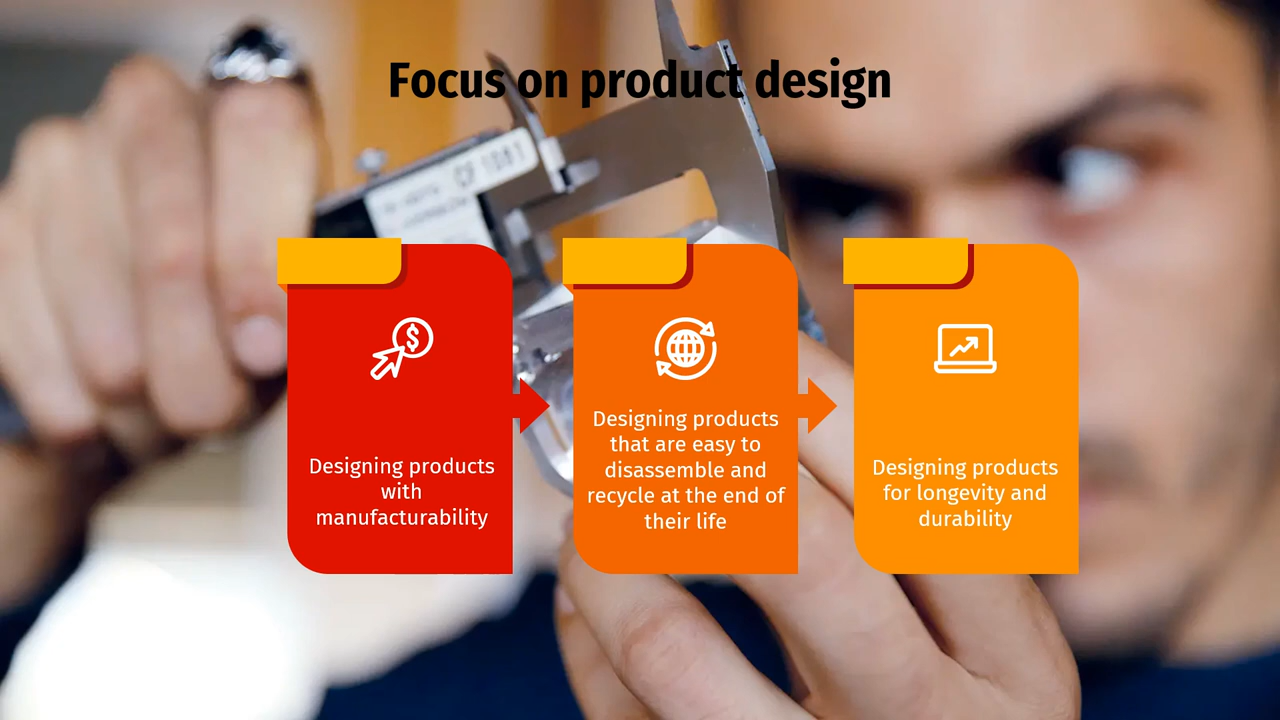 Focus on product design
Designing products
with
manufacturability
Designing products
that are easy to
disassemble and
recycle at the end of
their life
Designing products
for longevity and
durability